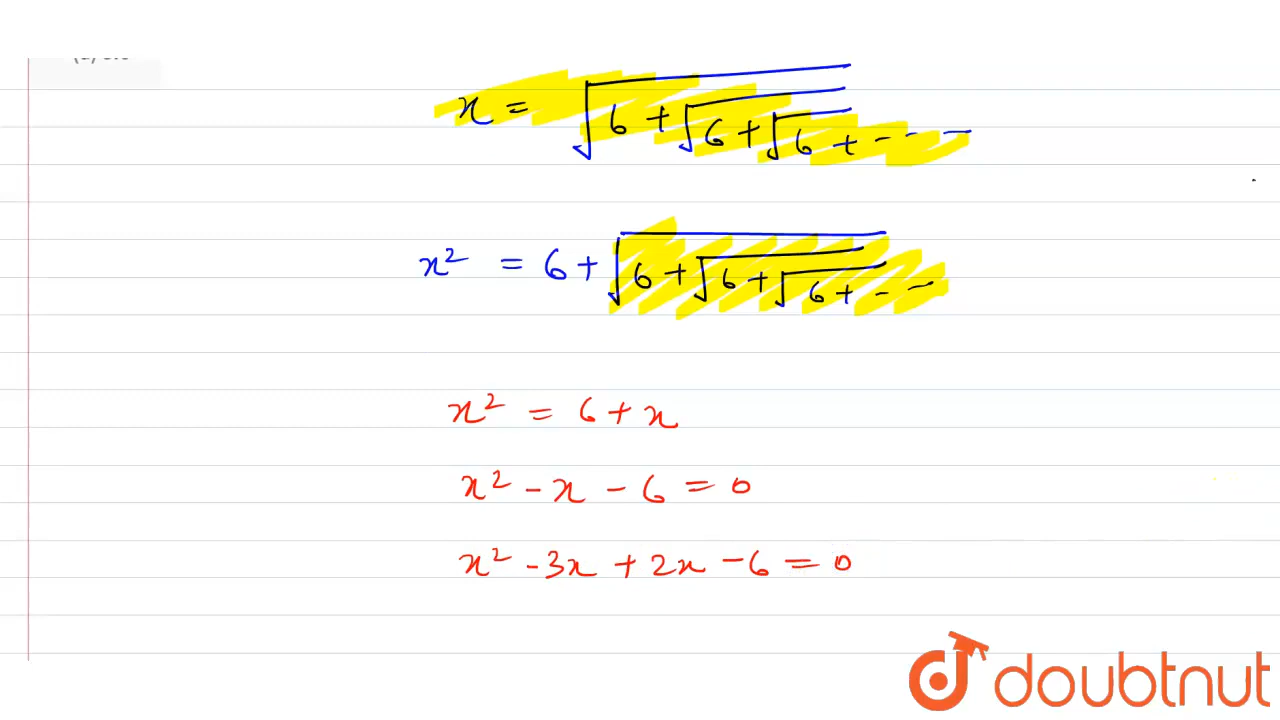 x = √(6 + √(6 + √(6 + - - -
x² = 6 + √(6 + √(6 + √(6 + - -
x² = 6 + x
x² - x - 6 = 0
x² - 3x + 2x - 6 = 0
doubtnut